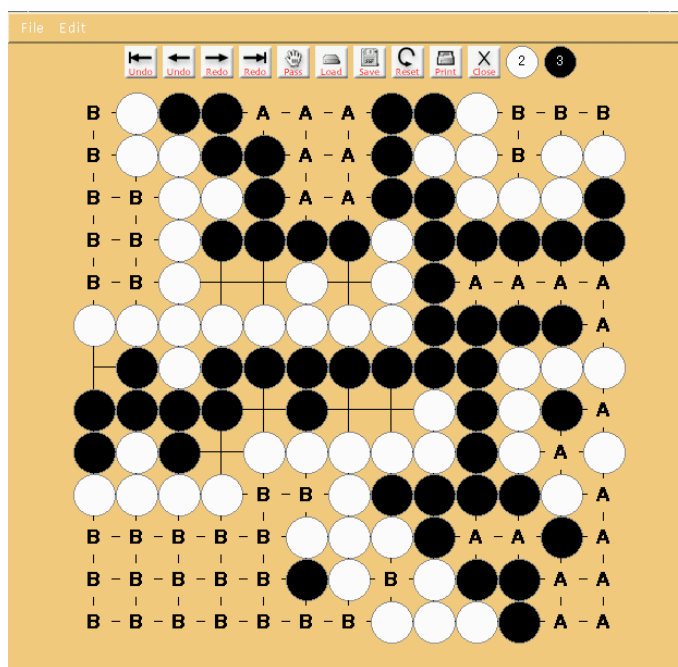 File Edit
Undo Undo Redo Redo Pass Load Save Reset Print Close 2 3
B A A A B B B
B A A B
B B A A
B B
B B A A A A
A
A
A
B B A
B B B B B A A A
B B B B B B A A
B B B B B B B A A